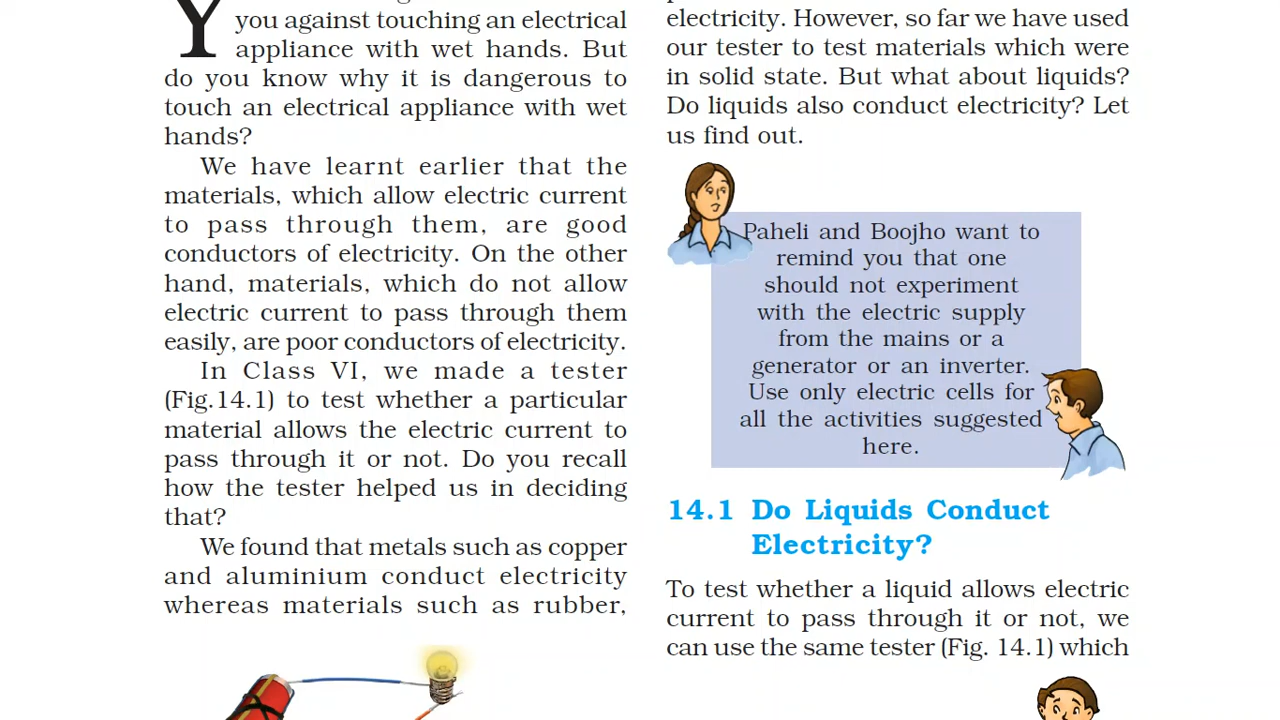 Y
you against touching an electrical
appliance with wet hands. But
do you know why it is dangerous to
touch an electrical appliance with wet
hands?
We have learnt earlier that the
materials, which allow electric current
to pass through them, are good
conductors of electricity. On the other
hand, materials, which do not allow
electric current to pass through them
easily, are poor conductors of electricity.
In Class VI, we made a tester
(Fig.14.1) to test whether a particular
material allows the electric current to
pass through it or not. Do you recall
how the tester helped us in deciding
that?
We found that metals such as copper
and aluminium conduct electricity
whereas materials such as rubber,
electricity. However, so far we have used
our tester to test materials which were
in solid state. But what about liquids?
Do liquids also conduct electricity? Let
us find out.
Paheli and Boojho want to
remind you that one
should not experiment
with the electric supply
from the mains or a
generator or an inverter.
Use only electric cells for
all the activities suggested
here.
14.1 Do Liquids Conduct
Electricity?
To test whether a liquid allows electric
current to pass through it or not, we
can use the same tester (Fig. 14.1) which